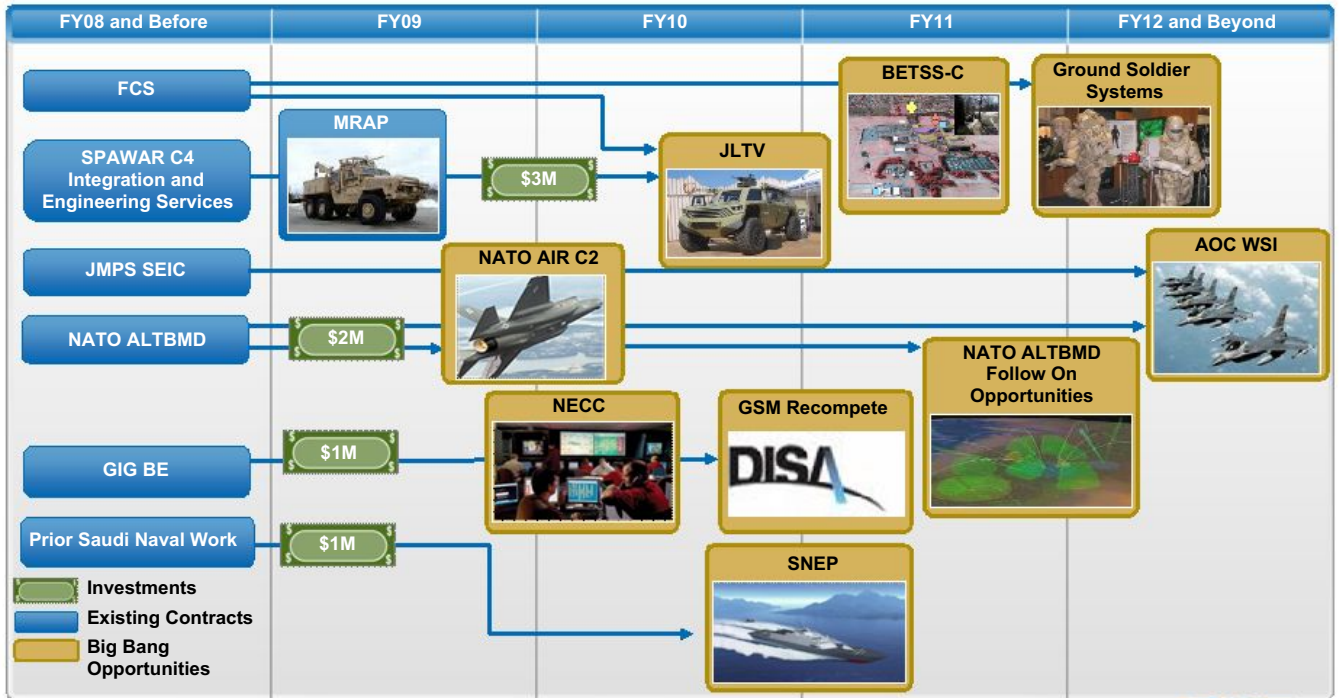 FY08 and Before
FY09
FY10
FY11
FY12 and Beyond
FCS
BETSS-C
Ground Soldier
Systems
MRAP
SPAWAR C4
Integration and
Engineering Services
$3M
JLTV
JMPS SEIC
NATO AIR C2
AOC WSI
NATO ALTBMD
$2M
NATO ALTBMD
Follow On
Opportunities
NECC
GSM Recompete
DISA
GIG BE
$1M
Prior Saudi Naval Work
$1M
SNEP
Investments
Existing Contracts
Big Bang
Opportunities